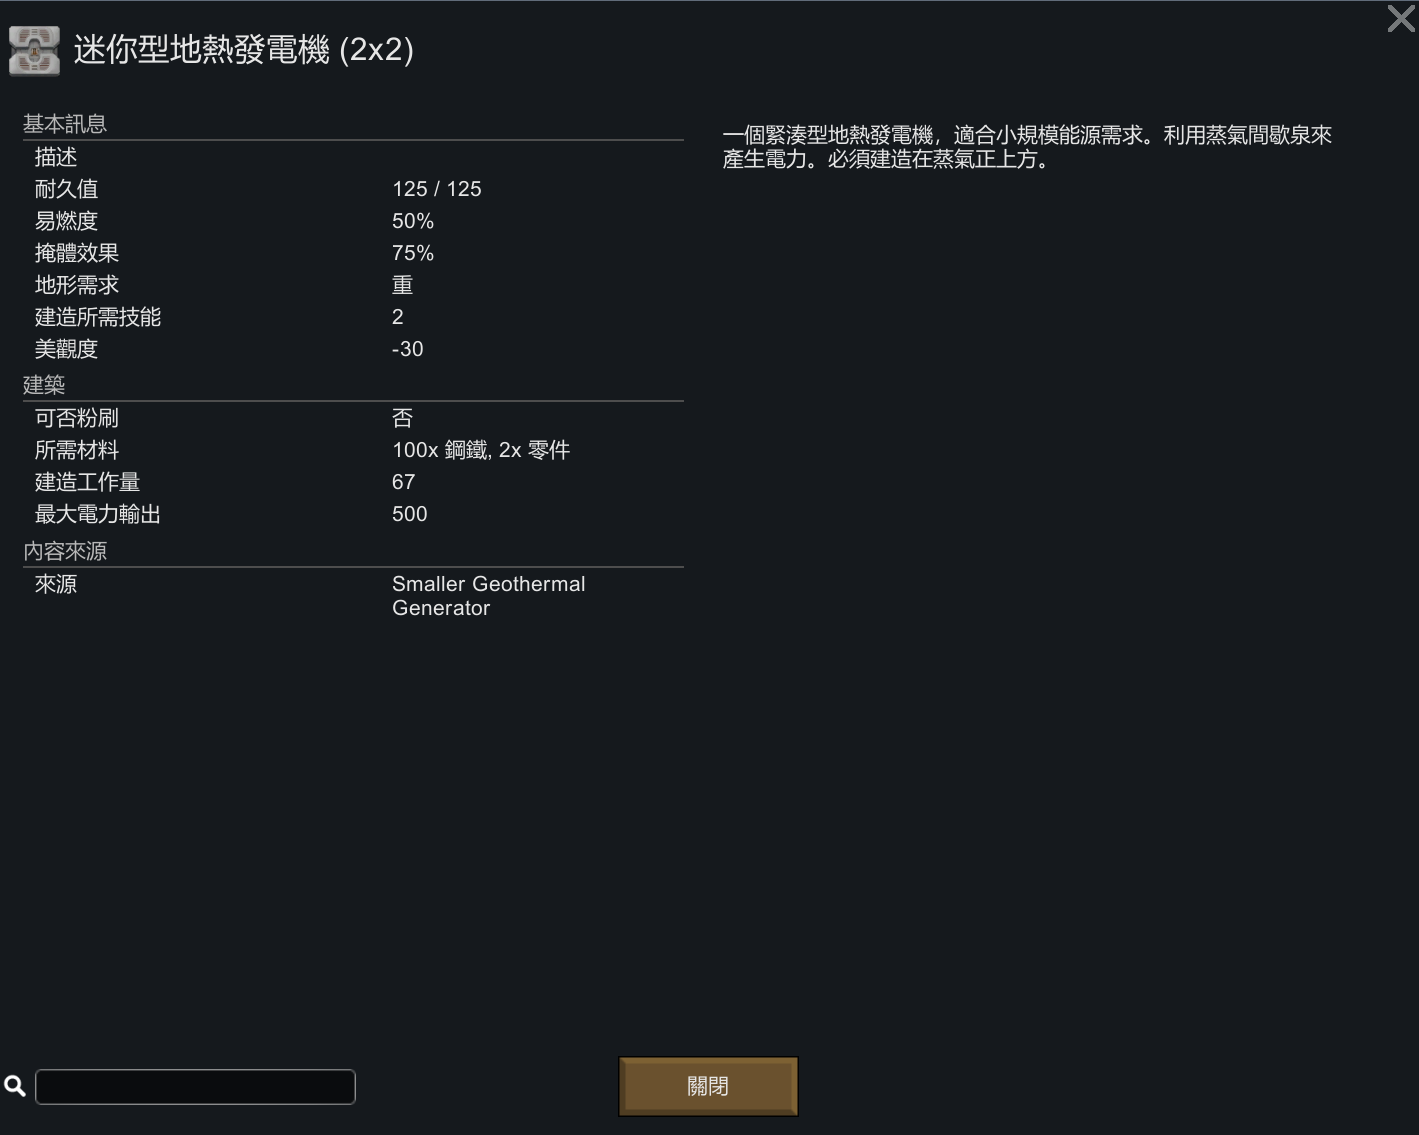 迷你型地熱發電機 (2x2)
基本訊息
描述
耐久值 125 / 125
易燃度 50%
掩體效果 75%
地形需求 重
建造所需技能 2
美觀度 -30
建築
可否粉刷 否
所需材料 100x 鋼鐵, 2x 零件
建造工作量 67
最大電力輸出 500
內容來源
來源 Smaller Geothermal
Generator
一個緊湊型地熱發電機，適合小規模能源需求。利用蒸氣間歇泉來
產生電力。必須建造在蒸氣正上方。
關閉